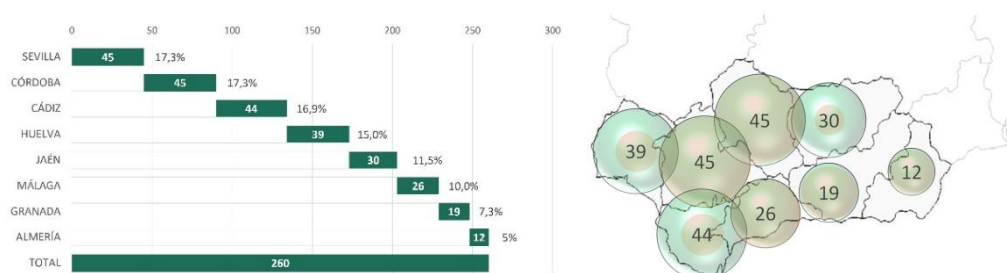 0 50 100 150 200 250 300
SEVILLA 45 17,3%
CÓRDOBA 45 17,3%
CÁDIZ 44 16,9%
HUELVA 39 15,0%
JAÉN 30 11,5%
MÁLAGA 26 10,0%
GRANADA 19 7,3%
ALMERÍA 12 5%
TOTAL 260
45 30
39 45 12
19
26
44